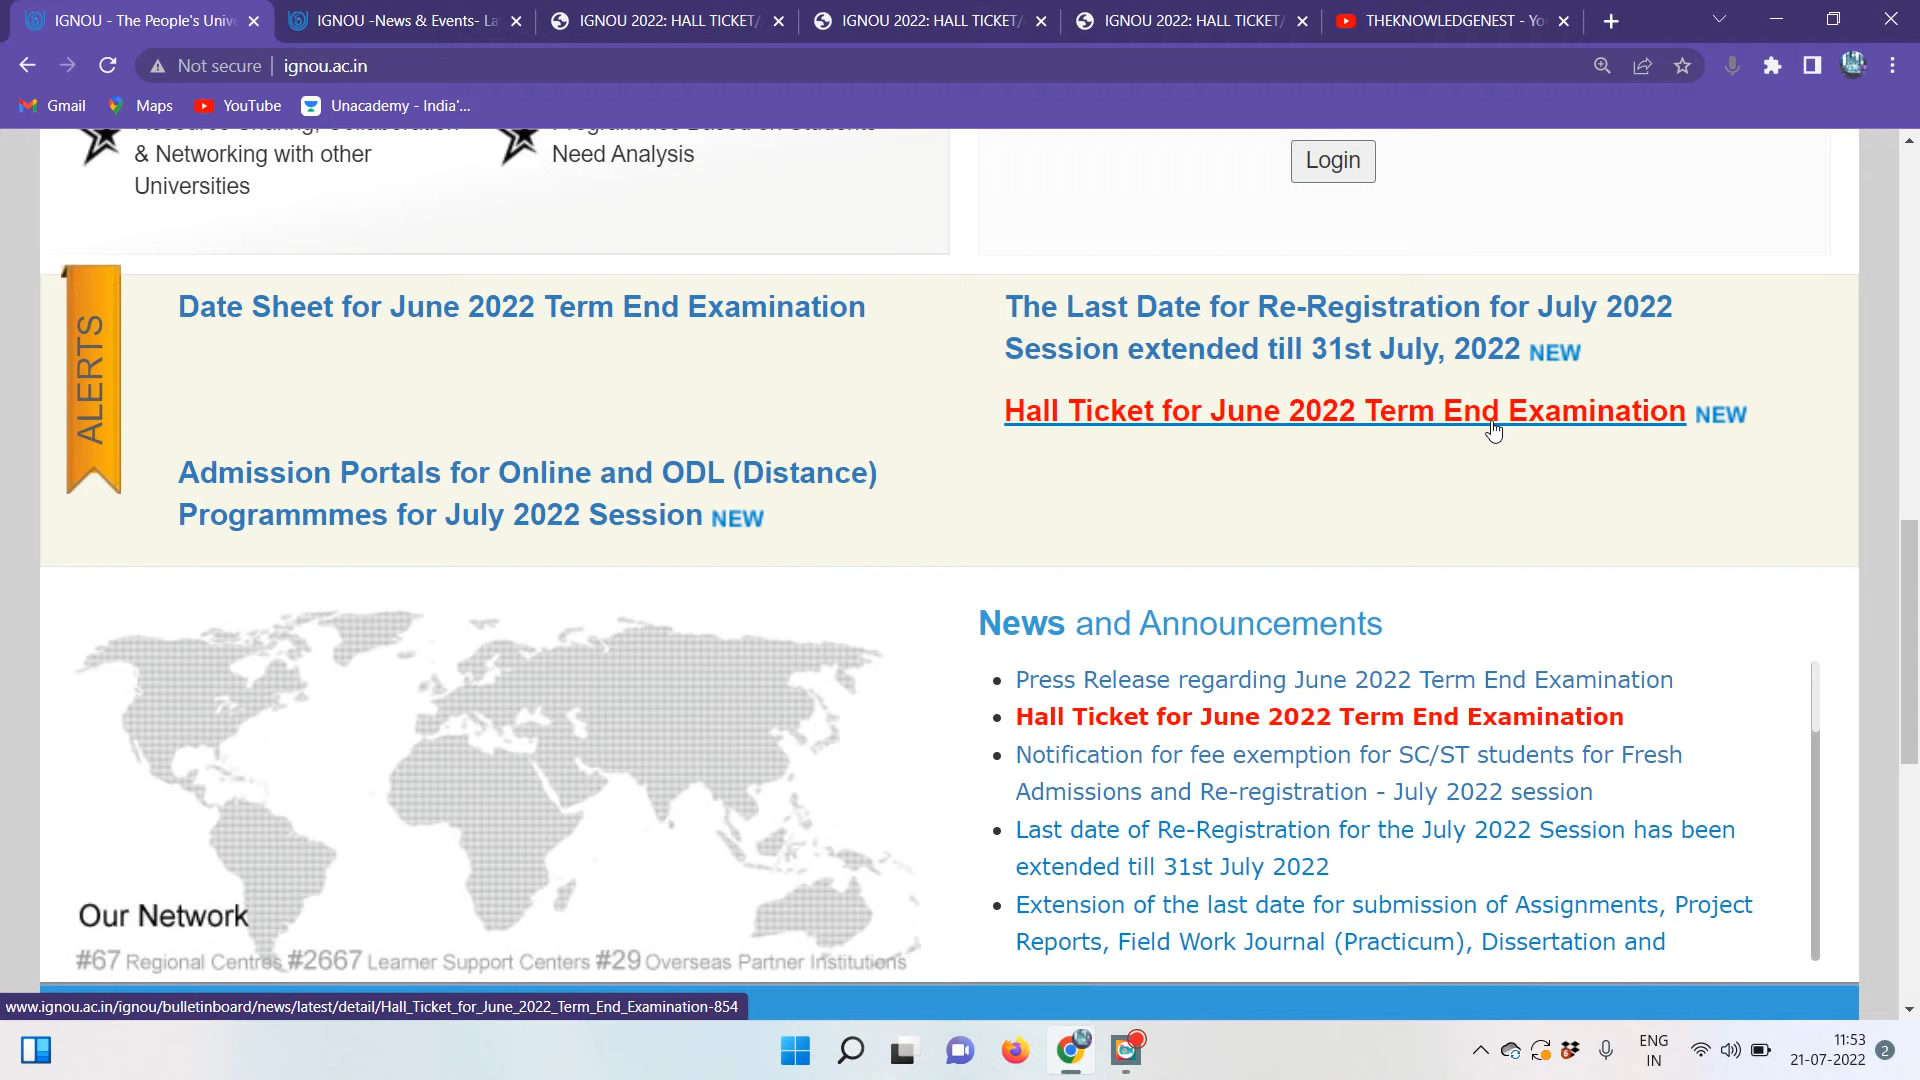 IGNOU - The People's Unive
IGNOU -News & Events- La
IGNOU 2022: HALL TICKET/
IGNOU 2022: HALL TICKET/
IGNOU 2022: HALL TICKET/
THEKNOWLEDGENEST - Yo
Not secure
ignou.ac.in
Gmail
Maps
YouTube
Unacademy - India'...
& Networking with other
Universities
Need Analysis
Login
ALERTS
Date Sheet for June 2022 Term End Examination
Admission Portals for Online and ODL (Distance)
Programmmes for July 2022 Session NEW
The Last Date for Re-Registration for July 2022
Session extended till 31st July, 2022 NEW
Hall Ticket for June 2022 Term End Examination NEW
Our Network
#67 Regional Centres #2667 Learner Support Centers #29 Overseas Partner Institutions
News and Announcements
Press Release regarding June 2022 Term End Examination
Hall Ticket for June 2022 Term End Examination
Notification for fee exemption for SC/ST students for Fresh
Admissions and Re-registration - July 2022 session
Last date of Re-Registration for the July 2022 Session has been
extended till 31st July 2022
Extension of the last date for submission of Assignments, Project
Reports, Field Work Journal (Practicum), Dissertation and
www.ignou.ac.in/ignou/bulletinboard/news/latest/detail/Hall_Ticket_for_June_2022_Term_End_Examination-854
ENG
IN
11:53
21-07-2022
2